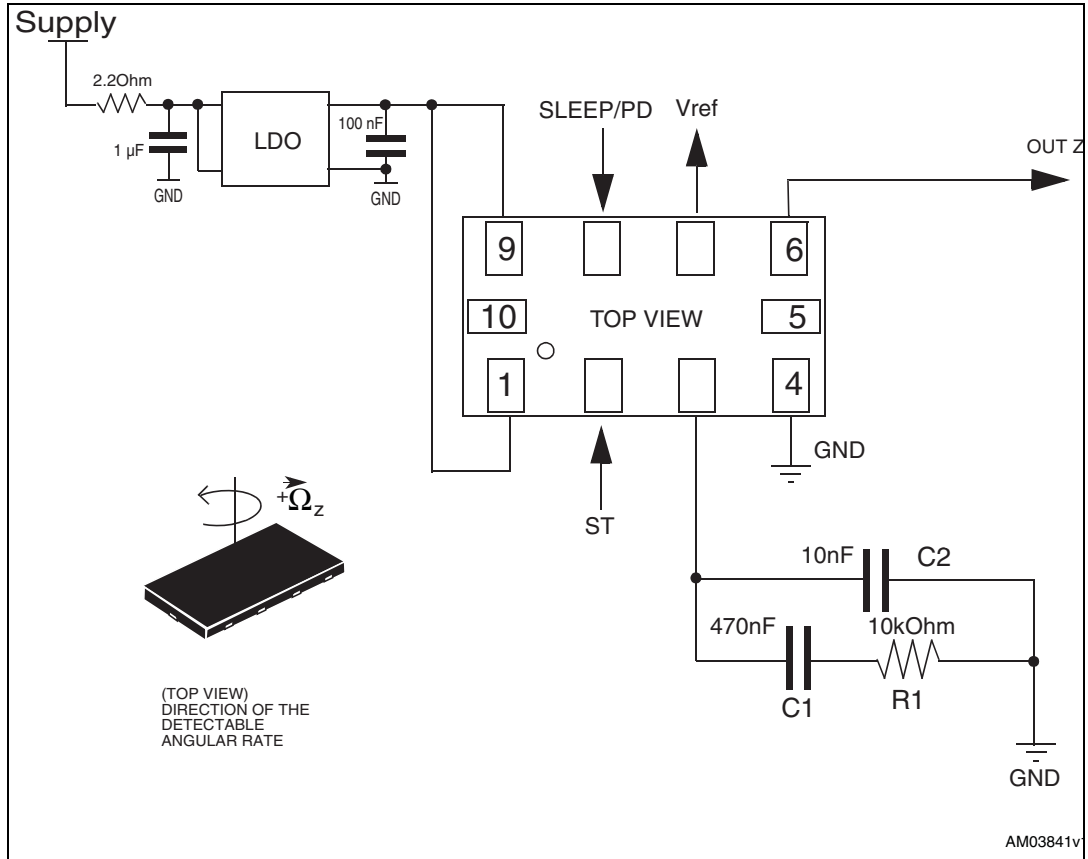 Supply
2.2Ohm
1 µF
GND
LDO
100 nF
GND
SLEEP/PD
Vref
OUT Z
9
6
10
TOP VIEW
5
1
4
GND
ST
+Ωz
10nF
C2
470nF
10kOhm
C1
R1
GND
(TOP VIEW)
DIRECTION OF THE
DETECTABLE
ANGULAR RATE
AM03841v1